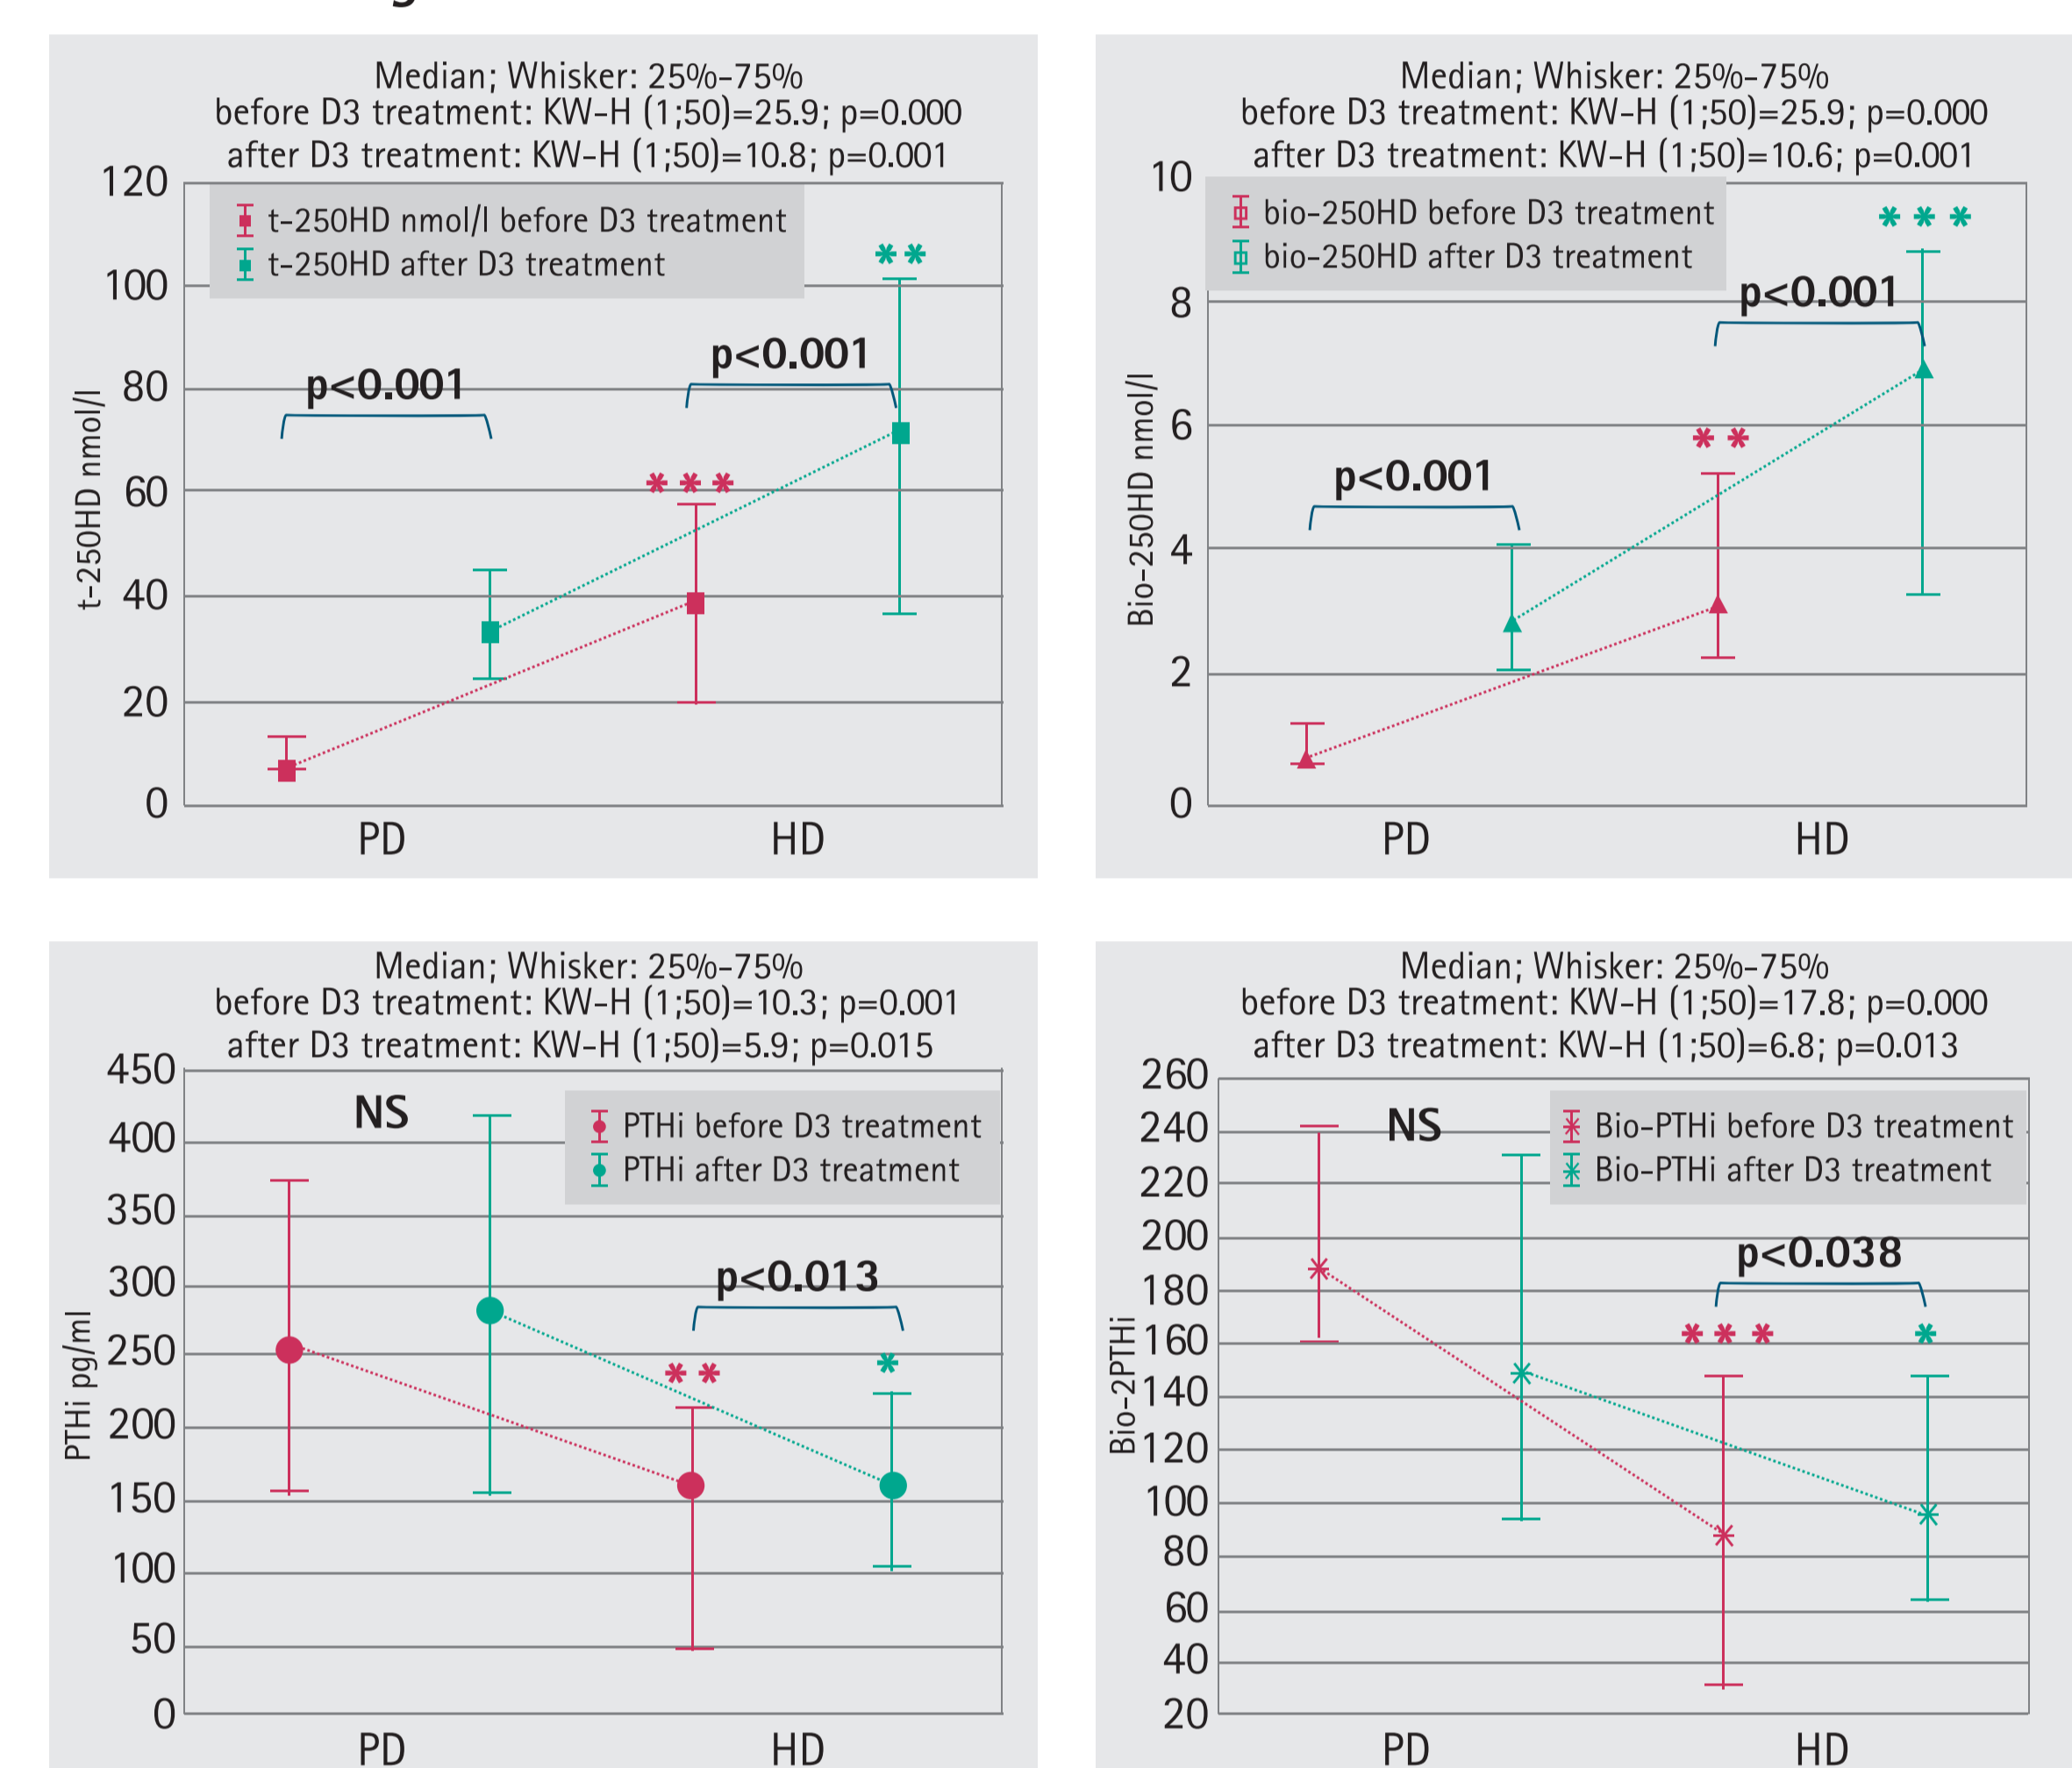 Median; Whisker: 25%-75%
before D3 treatment: KW-H (1;50)=25.9; p=0.000
after D3 treatment: KW-H (1;50)=10.8; p=0.001
120
100
80
60
40
20
0
t-250HD nmol/l
t-250HD nmol/l before D3 treatment
t-250HD after D3 treatment
**
p<0.001
p<0.001
***
PD HD
Median; Whisker: 25%-75%
before D3 treatment: KW-H (1;50)=25.9; p=0.000
after D3 treatment: KW-H (1;50)=10.6; p=0.001
10
8
6
4
2
0
Bio-250HD nmol/l
bio-250HD before D3 treatment
bio-250HD after D3 treatment
***
p<0.001
**
p<0.001
PD HD
Median; Whisker: 25%-75%
before D3 treatment: KW-H (1;50)=10.3; p=0.001
after D3 treatment: KW-H (1;50)=5.9; p=0.015
450
400
350
300
250
200
150
100
50
0
PTHi pg/ml
NS
PTHi before D3 treatment
PTHi after D3 treatment
p<0.013
**
*
PD HD
Median; Whisker: 25%-75%
before D3 treatment: KW-H (1;50)=17.8; p=0.000
after D3 treatment: KW-H (1;50)=6.8; p=0.013
260
240
220
200
180
160
140
120
100
80
60
40
20
Bio-2PTHi
NS
Bio-PTHi before D3 treatment
Bio-PTHi after D3 treatment
p<0.038
***
*
PD HD